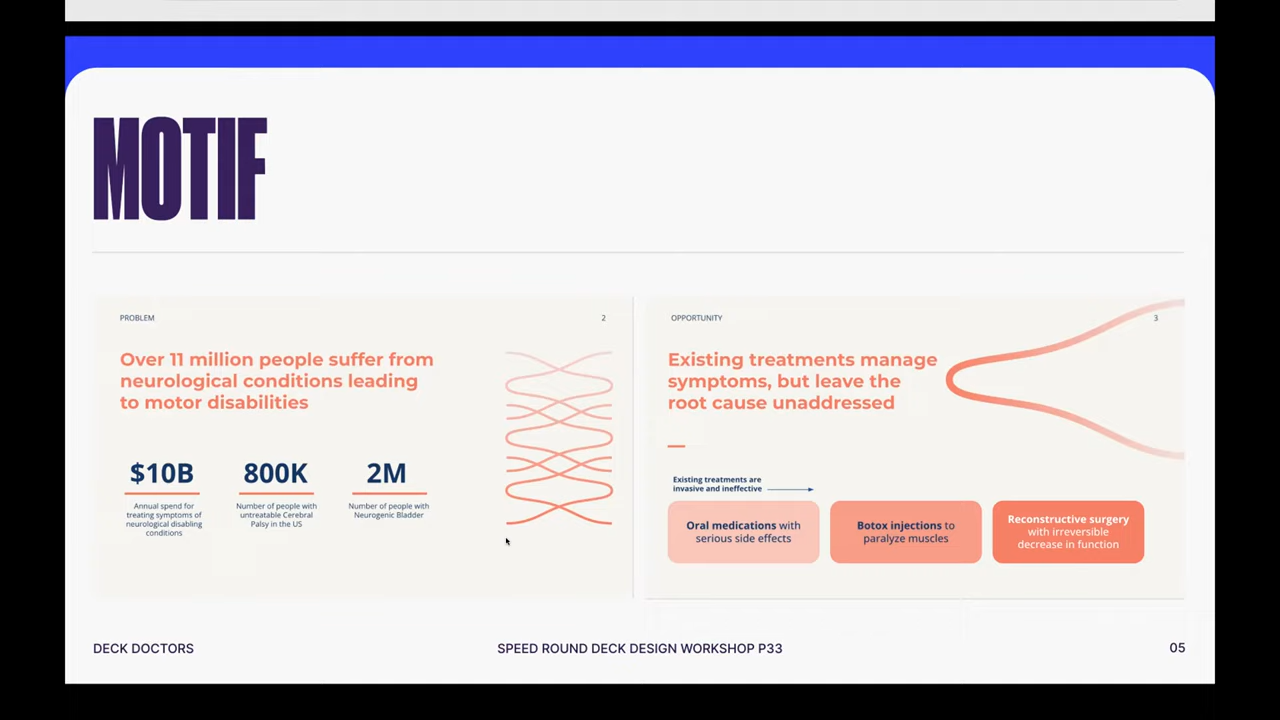 MOTIF
PROBLEM
2
Over 11 million people suffer from
neurological conditions leading
to motor disabilities
$10B
Annual spend for
treating symptoms of
neurological disabling
conditions
800K
Number of people with
untreatable Cerebral
Palsy in the US
2M
Number of people with
Neurogenic Bladder
OPPORTUNITY
3
Existing treatments manage
symptoms, but leave the
root cause unaddressed
Existing treatments are
invasive and ineffective
Oral medications with
serious side effects
Botox injections to
paralyze muscles
Reconstructive surgery
with irreversible
decrease in function
DECK DOCTORS
SPEED ROUND DECK DESIGN WORKSHOP P33
05